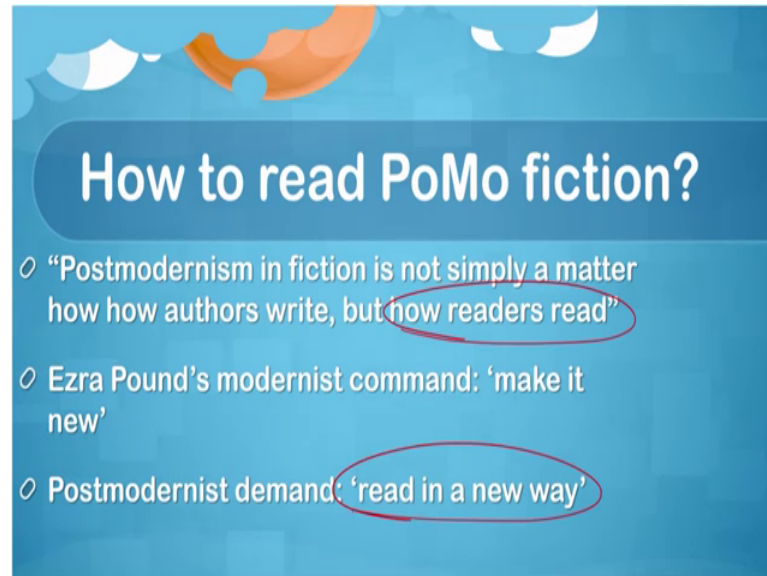 How to read PoMo fiction?
“Postmodernism in fiction is not simply a matter
how how authors write, but how readers read”
Ezra Pound’s modernist command: ‘make it
new’
Postmodernist demand: ‘read in a new way’